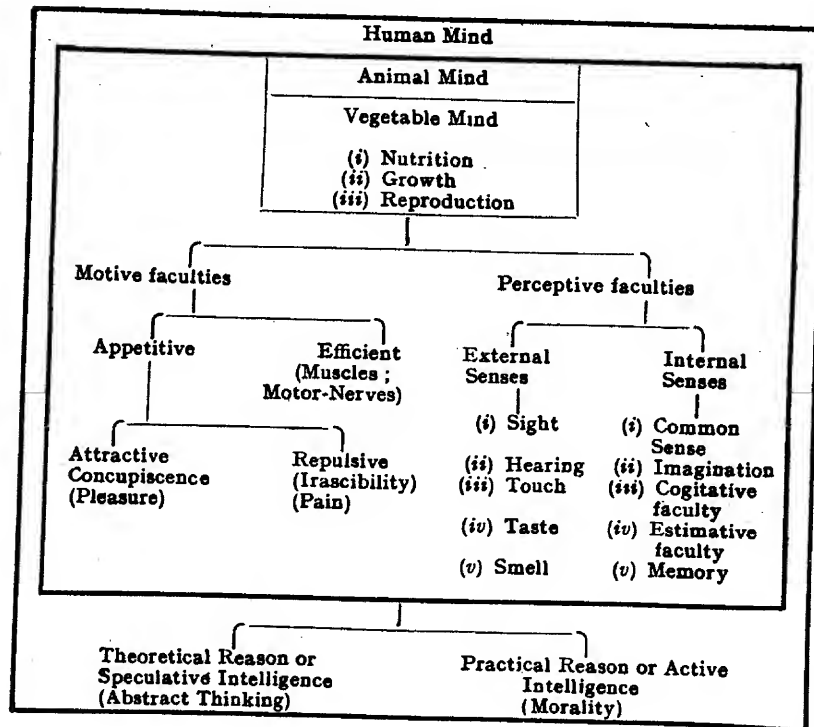 Human Mind
Animal Mind
Vegetable Mind
(i) Nutrition
(ii) Growth
(iii) Reproduction
Motive faculties
Perceptive faculties
Appetitive
Efficient
(Muscles ;
Motor-Nerves)
External
Senses
Internal
Senses
Attractive
Concupiscence
(Pleasure)
Repulsive
(Irascibility)
(Pain)
(i) Sight
(ii) Hearing
(iii) Touch
(iv) Taste
(v) Smell
(i) Common
Sense
(ii) Imagination
(iii) Cogitative
faculty
(iv) Estimative
faculty
(v) Memory
Theoretical Reason or
Speculative Intelligence
(Abstract Thinking)
Practical Reason or Active
Intelligence
(Morality)